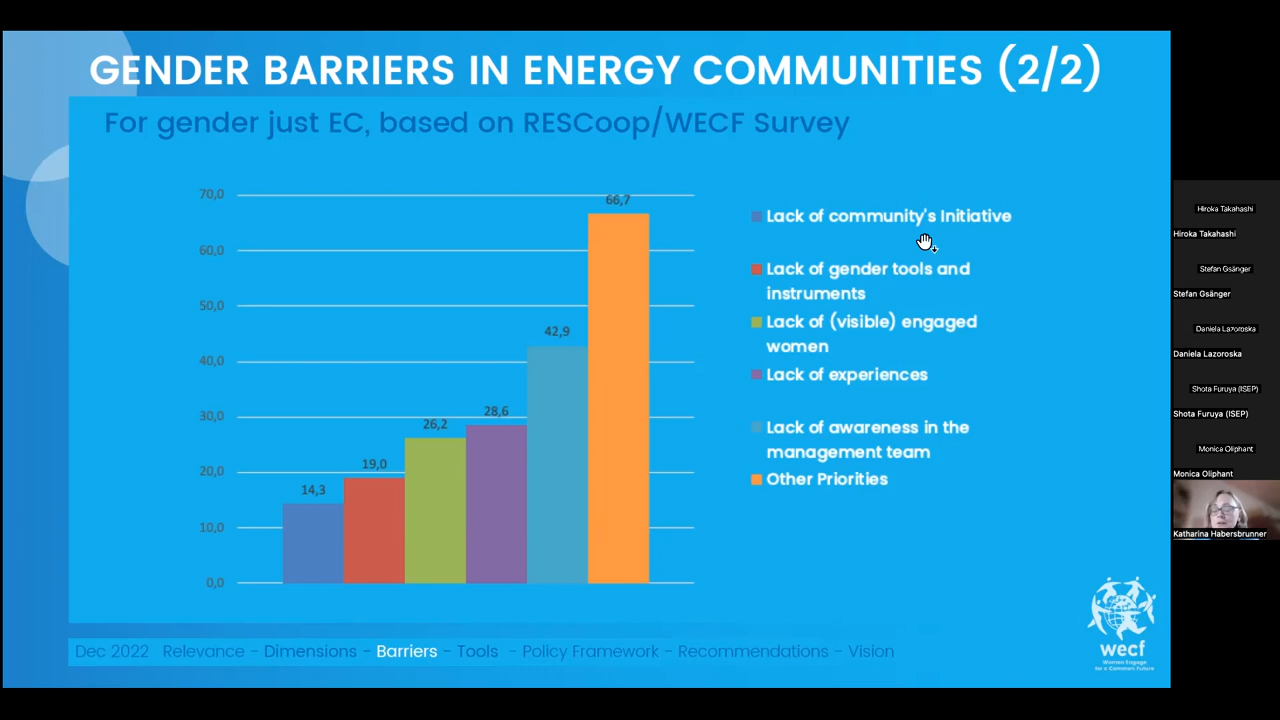 GENDER BARRIERS IN ENERGY COMMUNITIES (2/2)
For gender just EC, based on RESCoop/WECF Survey
70,0
60,0
50,0
40,0
30,0
20,0
10,0
0,0
14,3
19,0
26,2
28,6
42,9
66,7
Lack of community's Initiative
Lack of gender tools and
instruments
Lack of (visible) engaged
women
Lack of experiences
Lack of awareness in the
management team
Other Priorities
Dec 2022 Relevance - Dimensions - Barriers - Tools - Policy Framework - Recommendations - Vision
wecf
Women Engage
for a Common Future
Hiroka Takahashi
Hiroka Takahashi
Stefan Gsänger
Stefan Gsänger
Daniela Lazoroska
Daniela Lazoroska
Shota Furuya (ISEP)
Shota Furuya (ISEP)
Monica Oliphant
Monica Oliphant
Katharina Habersbrunner